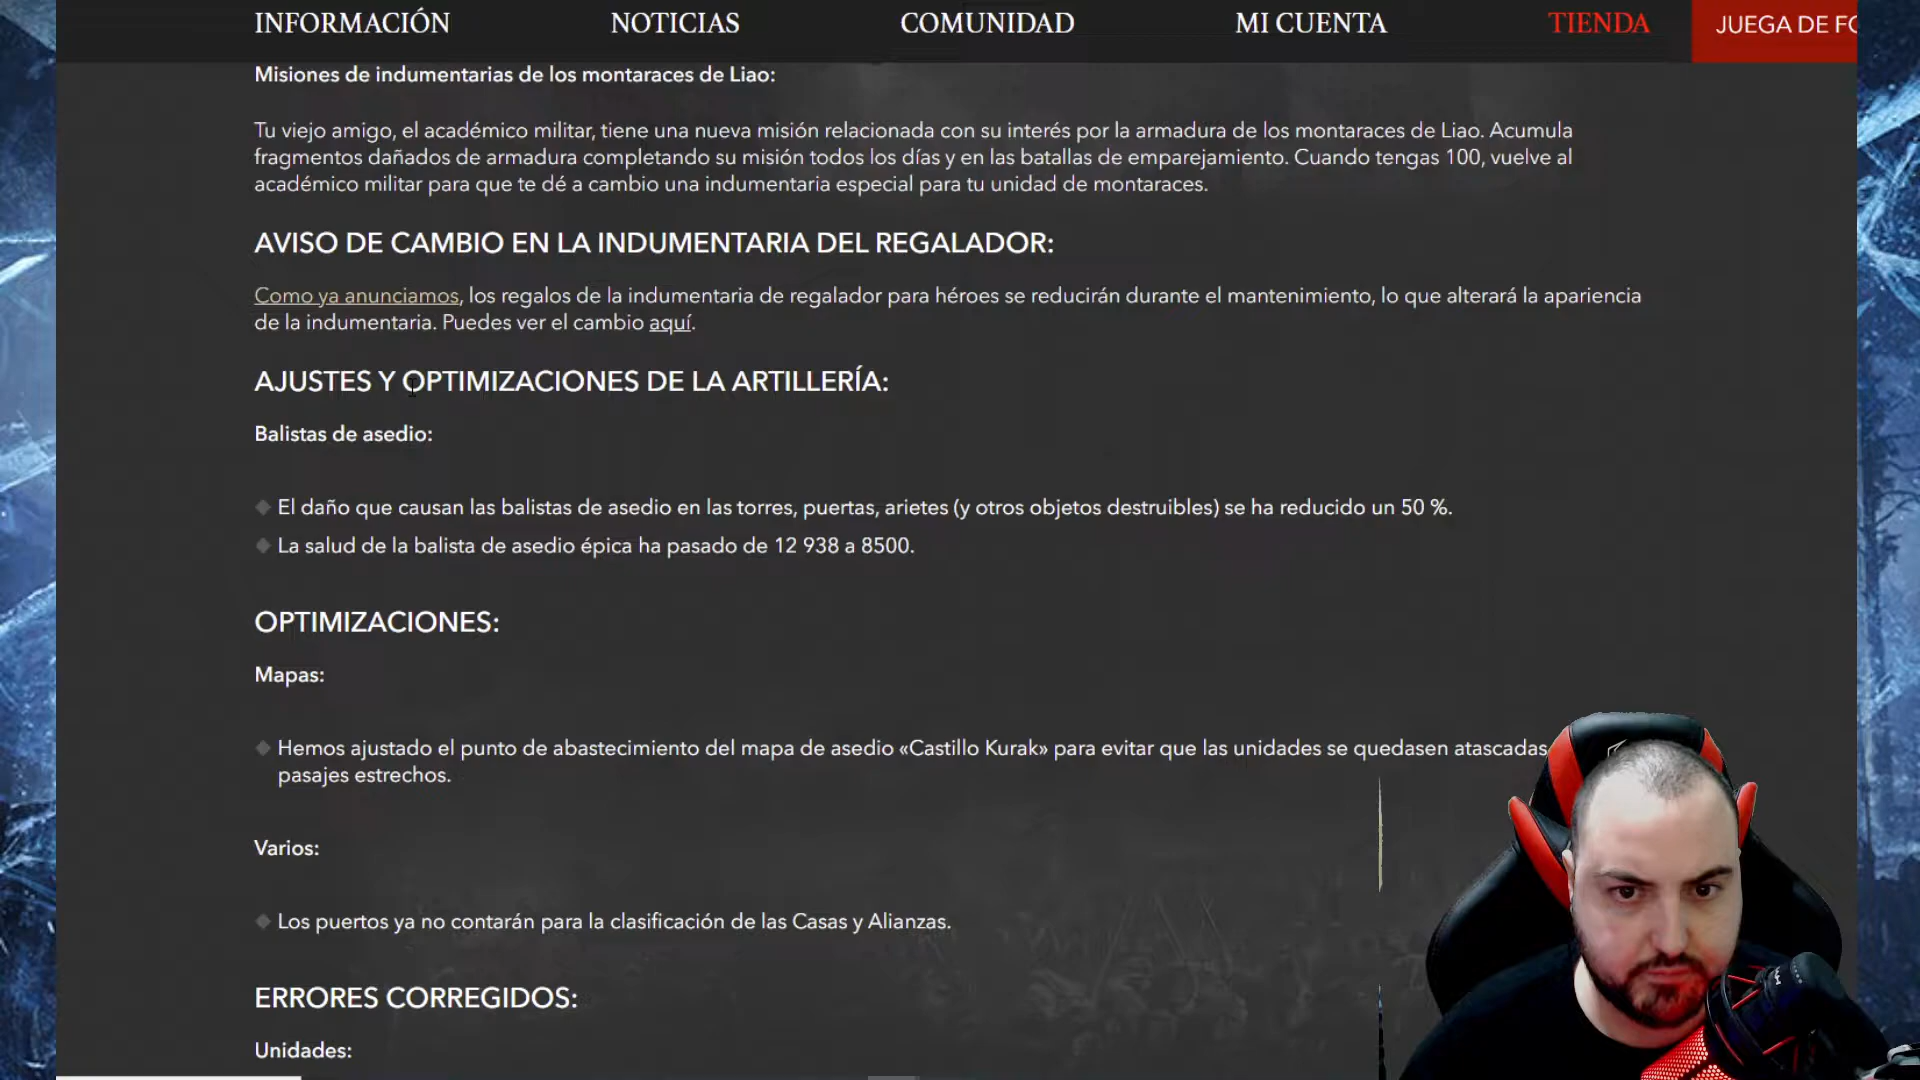 INFORMACIÓN NOTICIAS COMUNIDAD MI CUENTA TIENDA JUEGA DE
Misiones de indumentarias de los montaraces de Liao:
Tu viejo amigo, el académico militar, tiene una nueva misión relacionada con su interés por la armadura de los montaraces de Liao. Acumula
fragmentos dañados de armadura completando su misión todos los días y en las batallas de emparejamiento. Cuando tengas 100, vuelve al
académico militar para que te dé a cambio una indumentaria especial para tu unidad de montaraces.
AVISO DE CAMBIO EN LA INDUMENTARIA DEL REGALADOR:
Como ya anunciamos, los regalos de la indumentaria de regalador para héroes se reducirán durante el mantenimiento, lo que alterará la apariencia
de la indumentaria. Puedes ver el cambio aquí.
AJUSTES Y OPTIMIZACIONES DE LA ARTILLERÍA:
Balistas de asedio:
El daño que causan las balistas de asedio en las torres, puertas, arietes (y otros objetos destruibles) se ha reducido un 50 %.
La salud de la balista de asedio épica ha pasado de 12 938 a 8500.
OPTIMIZACIONES:
Mapas:
Hemos ajustado el punto de abastecimiento del mapa de asedio «Castillo Kurak» para evitar que las unidades se quedasen atascadas
pasajes estrechos.
Varios:
Los puertos ya no contarán para la clasificación de las Casas y Alianzas.
ERRORES CORREGIDOS:
Unidades: